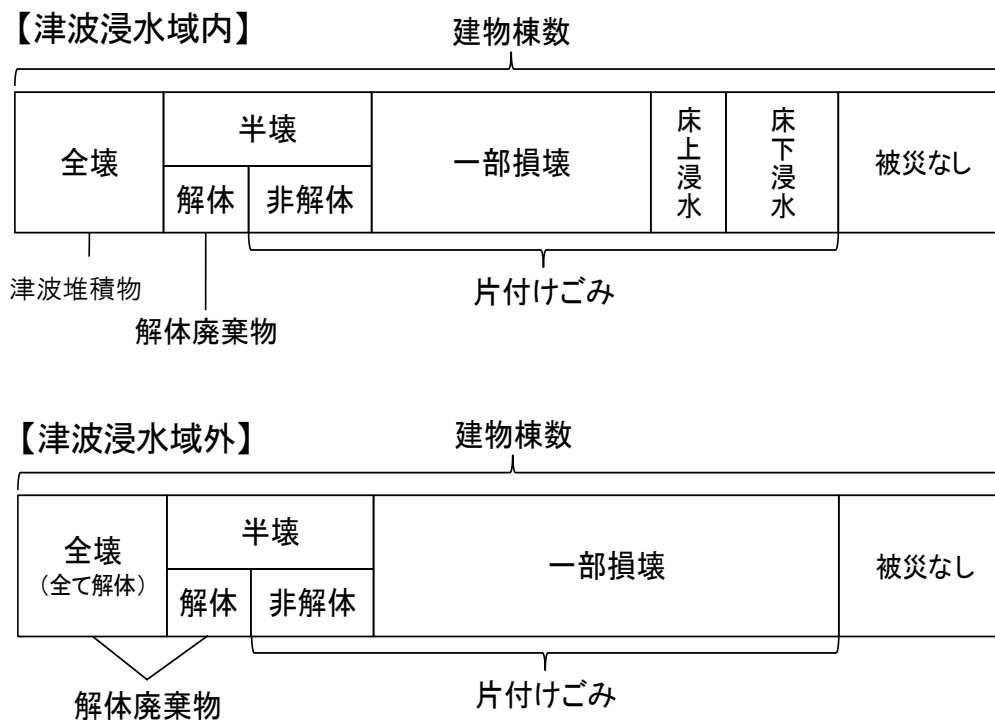 【津波浸水域内】
建物棟数
全壊
半壊
解体
非解体
一部損壊
床上浸水
床下浸水
被災なし
津波堆積物
解体廃棄物
片付けごみ
【津波浸水域外】
建物棟数
全壊
（全て解体）
半壊
解体
非解体
一部損壊
被災なし
解体廃棄物
片付けごみ